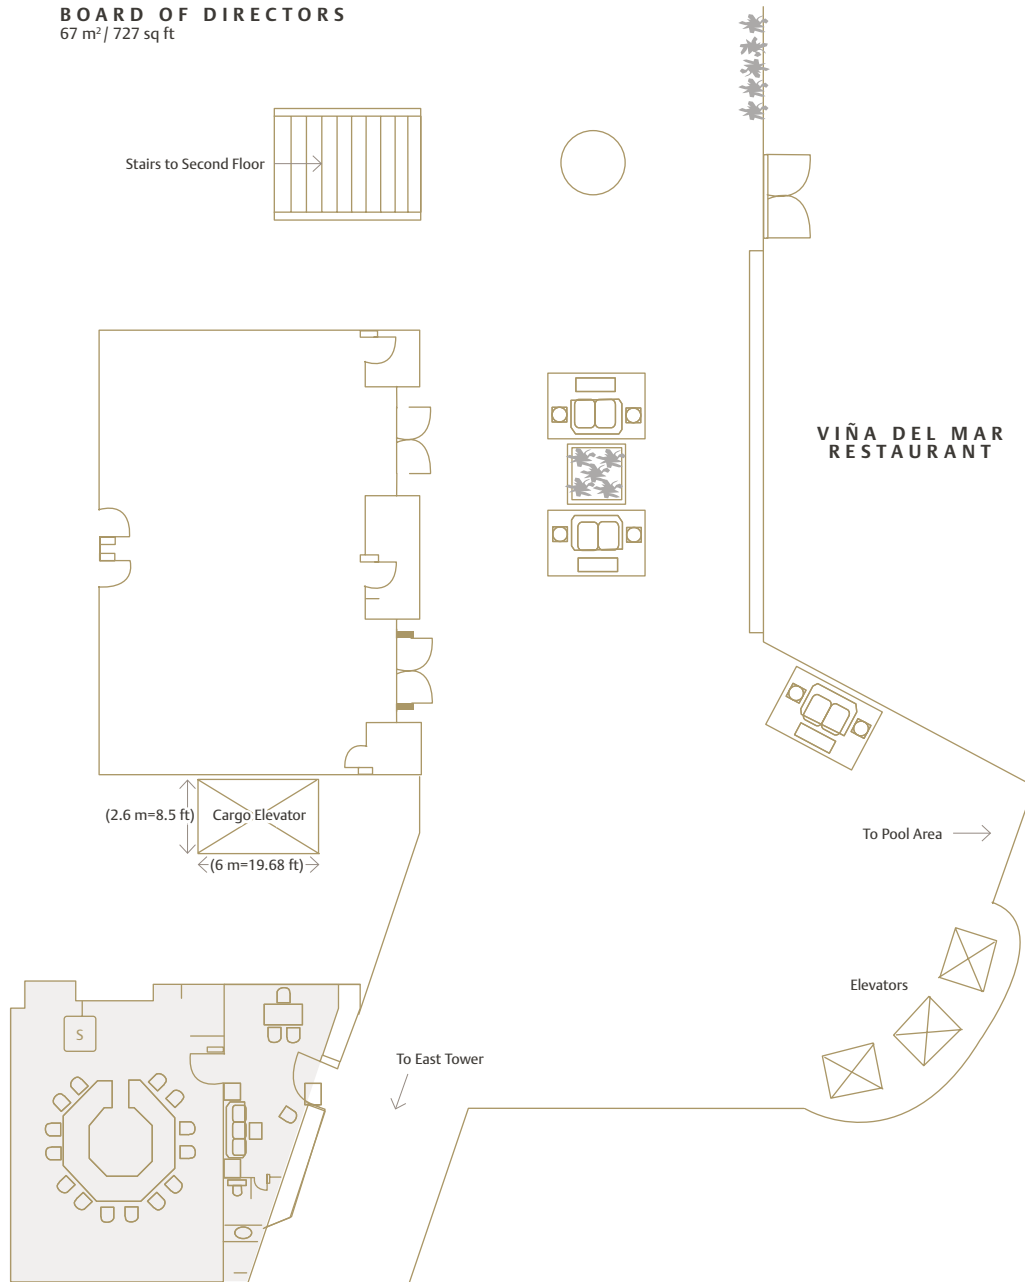 BOARD OF DIRECTORS
67 m²/ 727 sq ft
Stairs to Second Floor
VIÑA DEL MAR
RESTAURANT
(2.6 m=8.5 ft)
Cargo Elevator
(6 m=19.68 ft)
To Pool Area
Elevators
S
To East Tower